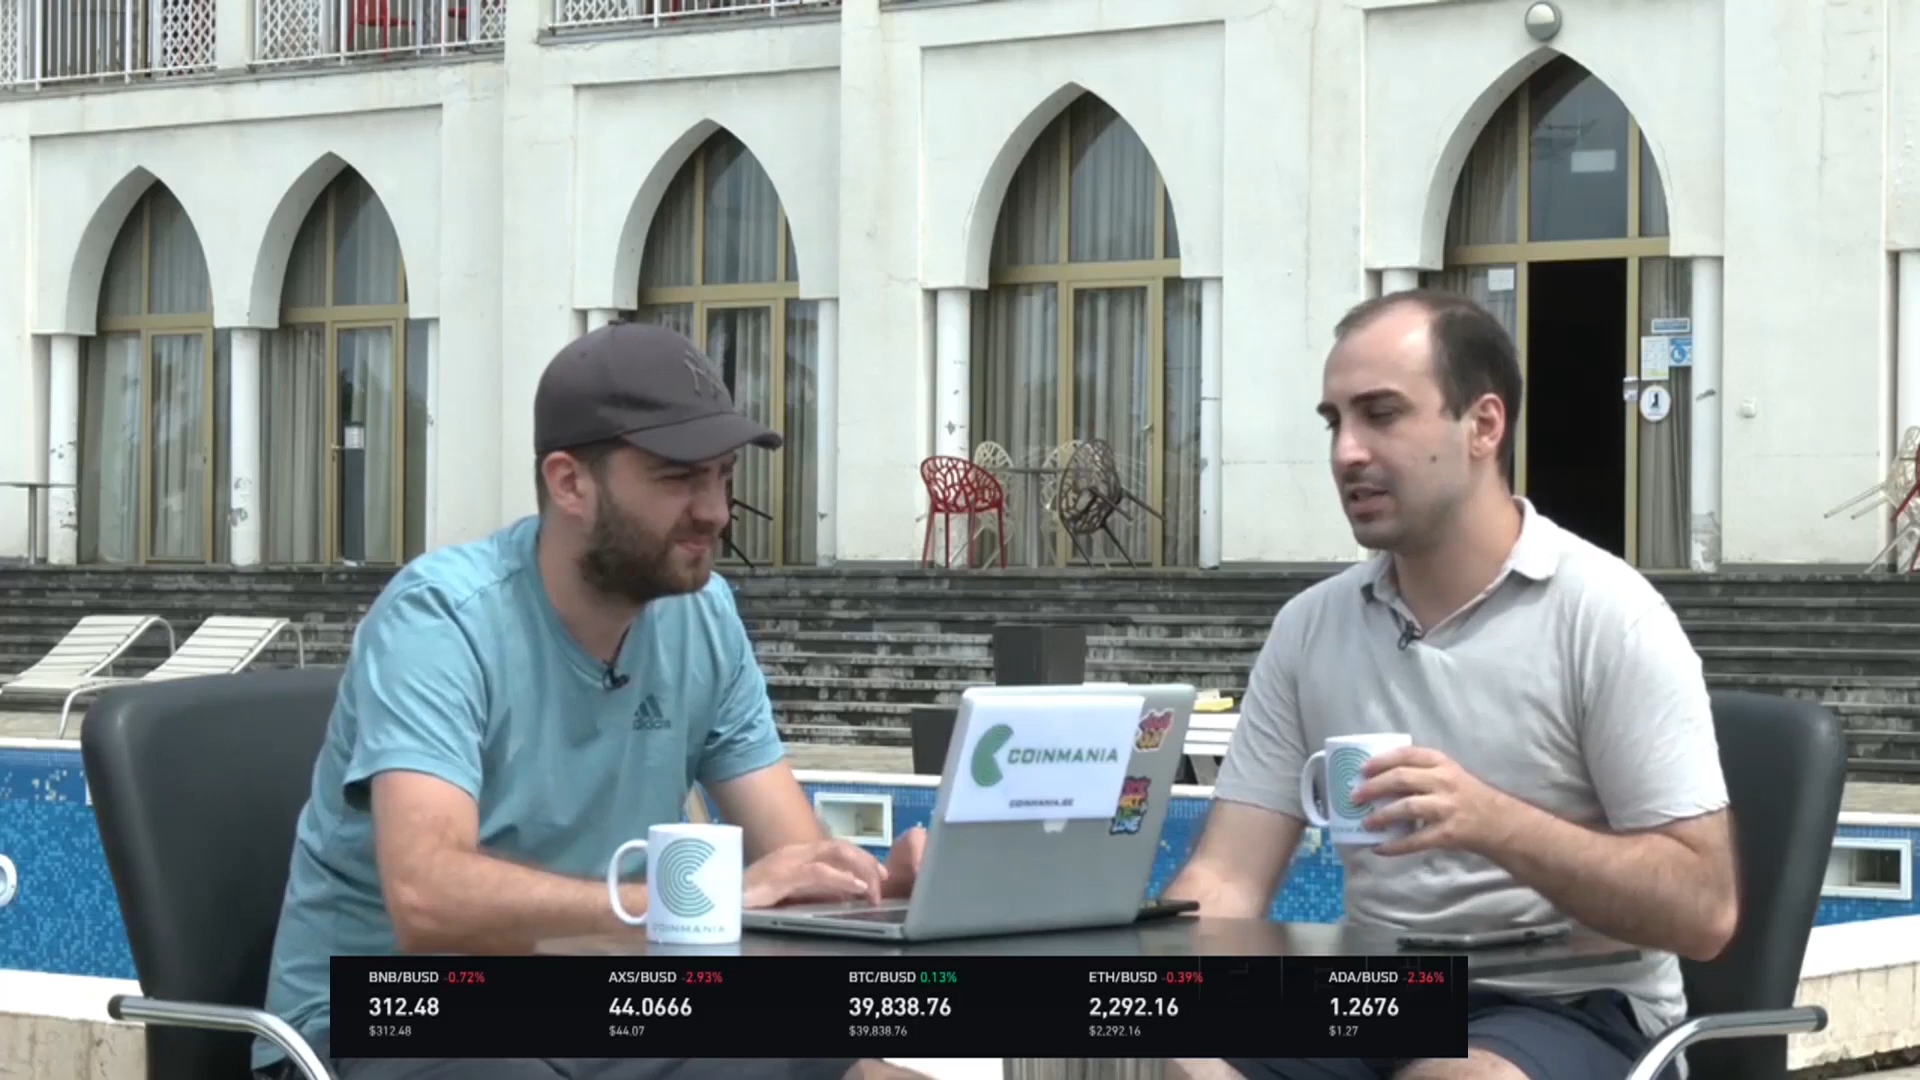 adidas
COINMANIA
COINMANIA.GE
COINMANIA
BNB/BUSD -0.72%
312.48
$312.48
AXS/BUSD -2.93%
44.0666
$44.07
BTC/BUSD 0.13%
39,838.76
$39,838.76
ETH/BUSD -0.39%
2,292.16
$2,292.16
ADA/BUSD -2.36%
1.2676
$1.27